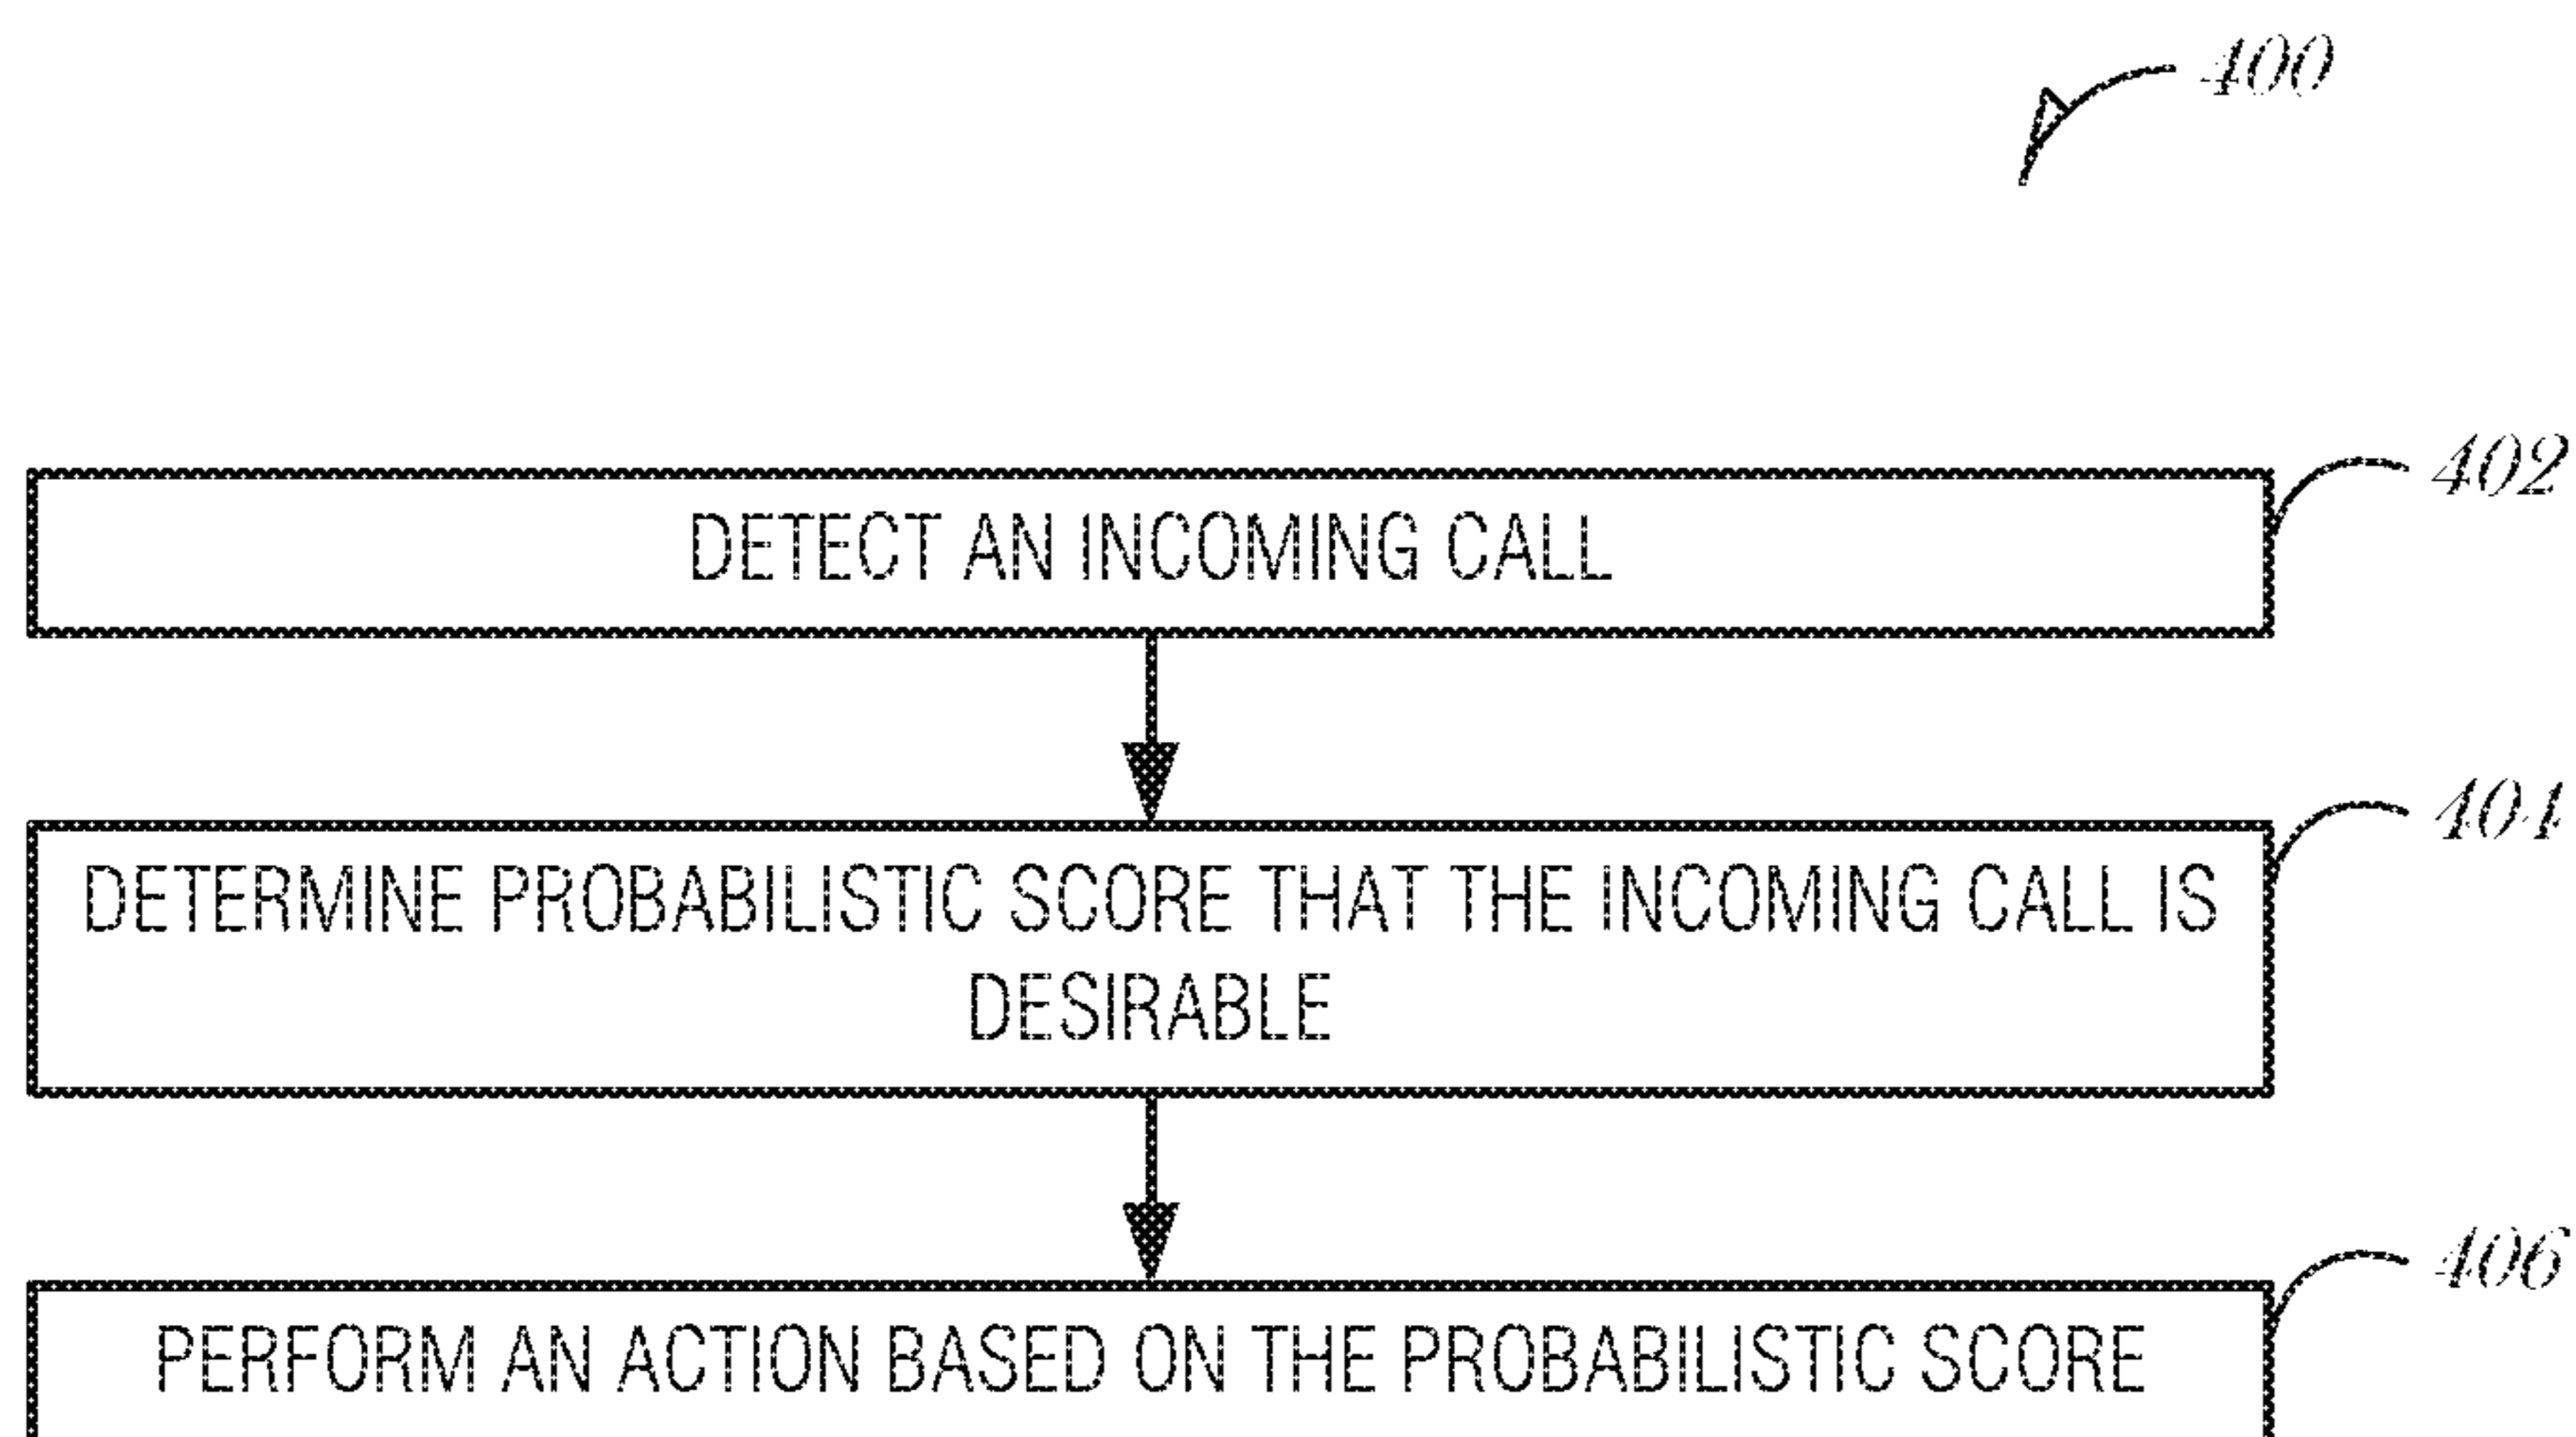 400
402
DETECT AN INCOMING CALL
404
DETERMINE PROBABILISTIC SCORE THAT THE INCOMING CALL IS
DESIRABLE
406
PERFORM AN ACTION BASED ON THE PROBABILISTIC SCORE